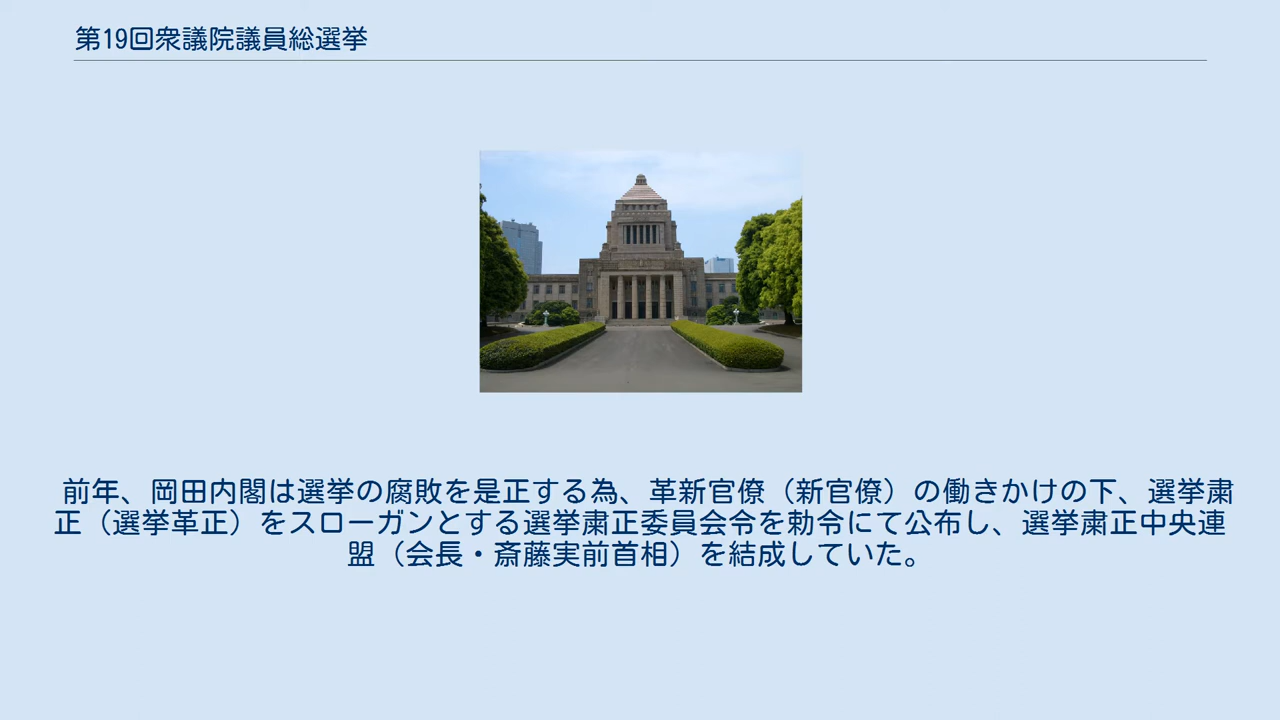 第19回衆議院議員総選挙
前年、岡田内閣は選挙の腐敗を是正する為、革新官僚（新官僚）の働きかけの下、選挙粛
正（選挙革正）をスローガンとする選挙粛正委員会令を勅令にて公布し、選挙粛正中央連
盟（会長・斎藤実前首相）を結成していた。